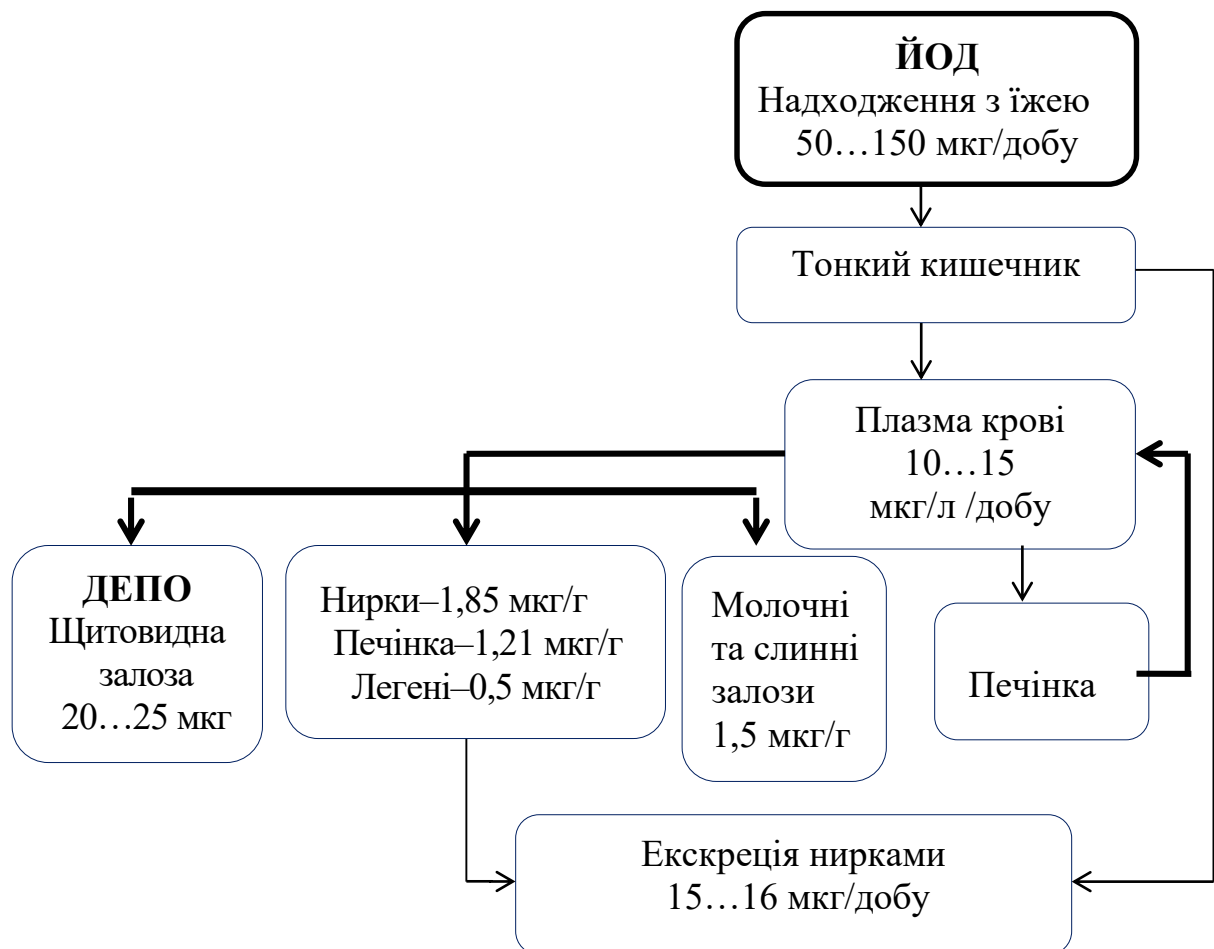 ЙОД
Надходження з їжею
50…150 мкг/добу
Тонкий кишечник
Плазма крові
10…15
мкг/л /добу
ДЕПО
Щитовидна
залоза
20…25 мкг
Нирки–1,85 мкг/г
Печінка–1,21 мкг/г
Легені–0,5 мкг/г
Молочні
та слинні
залози
1,5 мкг/г
Печінка
Екскреція нирками
15…16 мкг/добу